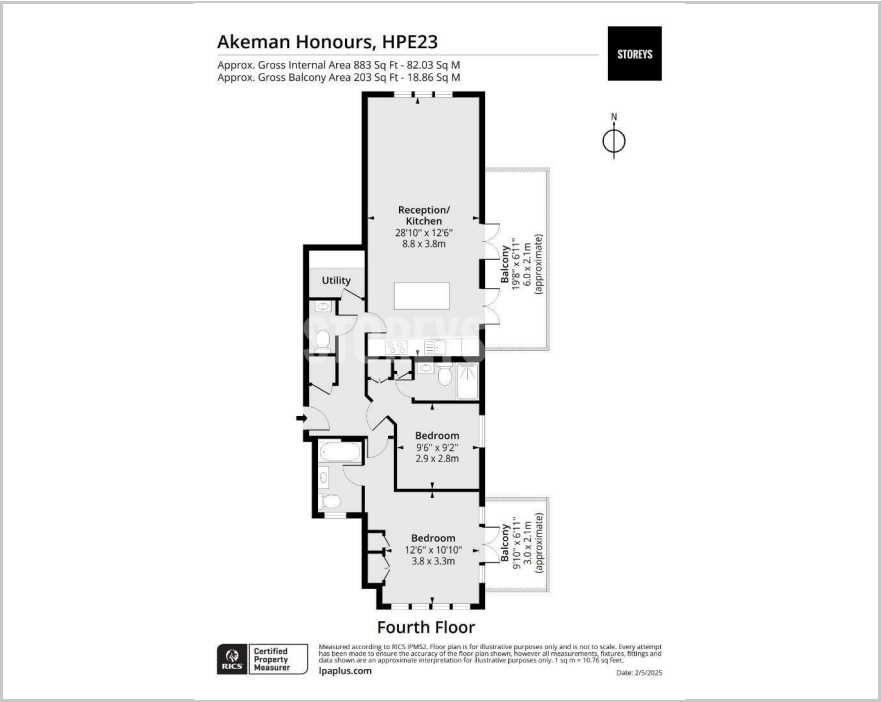 Akeman Honours, HPE23
Approx. Gross Internal Area 883 Sq Ft - 82.03 Sq M
Approx. Gross Balcony Area 203 Sq Ft - 18.86 Sq M
STOREYS
N
Reception/
Kitchen
28'10" x 12'6"
8.8 x 3.8m
Balcony
19'8" x 6'11"
6.0 x 2.1m
(approximate)
Utility
STOREYS
Bedroom
9'6" x 9'2"
2.9 x 2.8m
Bedroom
12'6" x 10'10"
3.8 x 3.3m
Balcony
9'10" x 6'11"
3.0 x 2.1m
(approximate)
Fourth Floor
RICS
Certified
Property
Measurer
Measured according to RICS IPMS2. Floor plan is for illustrative purposes only and is not to scale. Every attempt
has been made to ensure the accuracy of the floor plan shown, however all measurements, fixtures, fittings and
data shown are an approximate interpretation for illustrative purposes only. 1 sq m = 10.76 sq feet.
lpaplus.com
Date: 2/5/2025